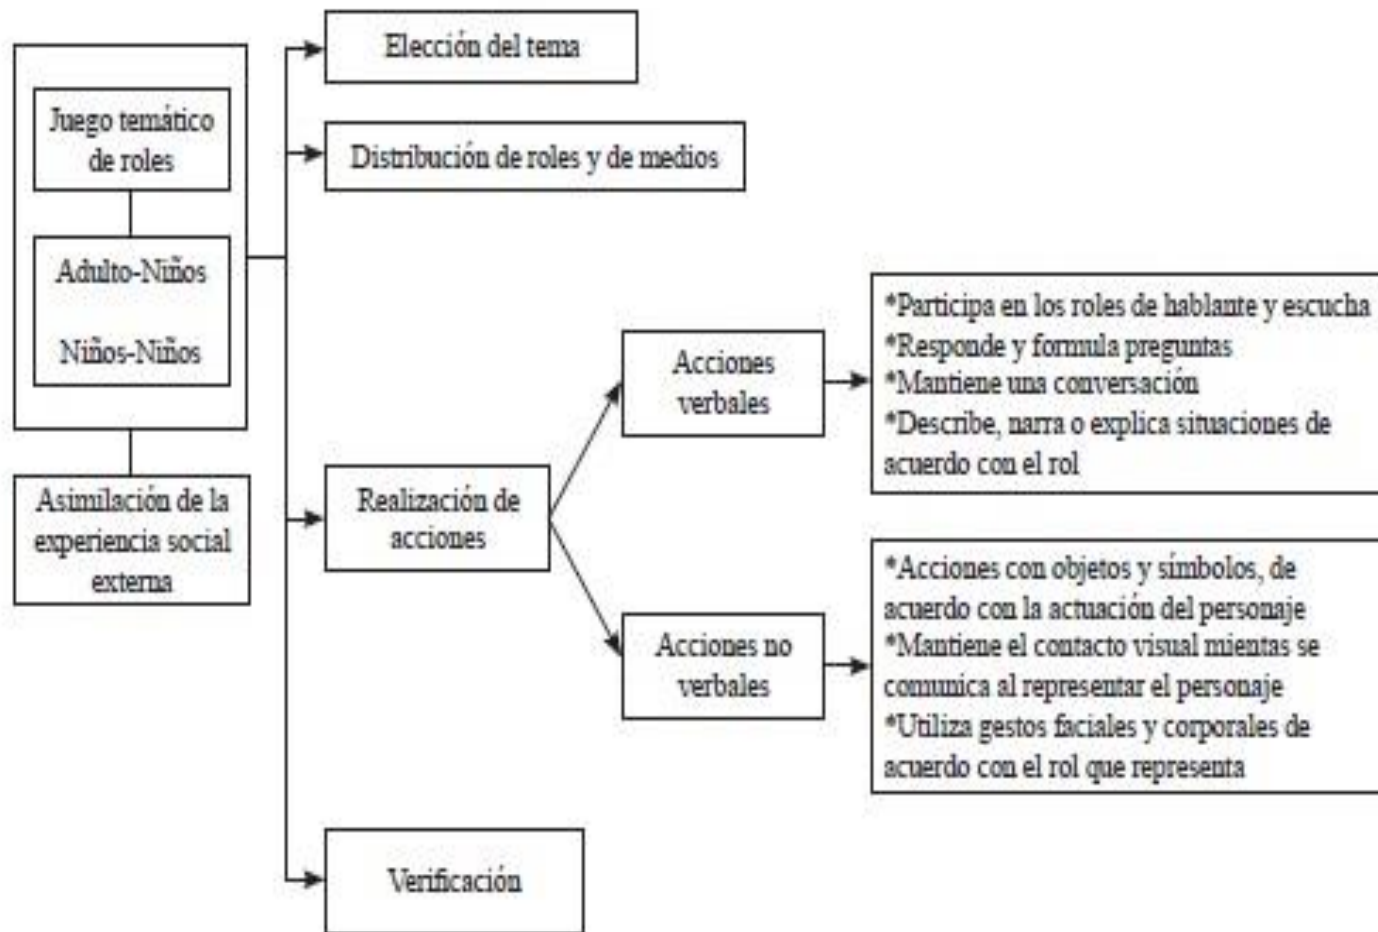 Juego temático
de roles
Adulto-Niños
Niños-Niños
Asimilación de la
experiencia social
externa
Elección del tema
Distribución de roles y de medios
Realización de
acciones
Verificación
Acciones
verbales
Acciones no
verbales
*Participa en los roles de hablante y escucha
*Responde y formula preguntas
*Mantiene una conversación
*Describe, narra o explica situaciones de
acuerdo con el rol
*Acciones con objetos y símbolos, de
acuerdo con la actuación del personaje
*Mantiene el contacto visual mientas se
comunica al representar el personaje
*Utiliza gestos faciales y corporales de
acuerdo con el rol que representa